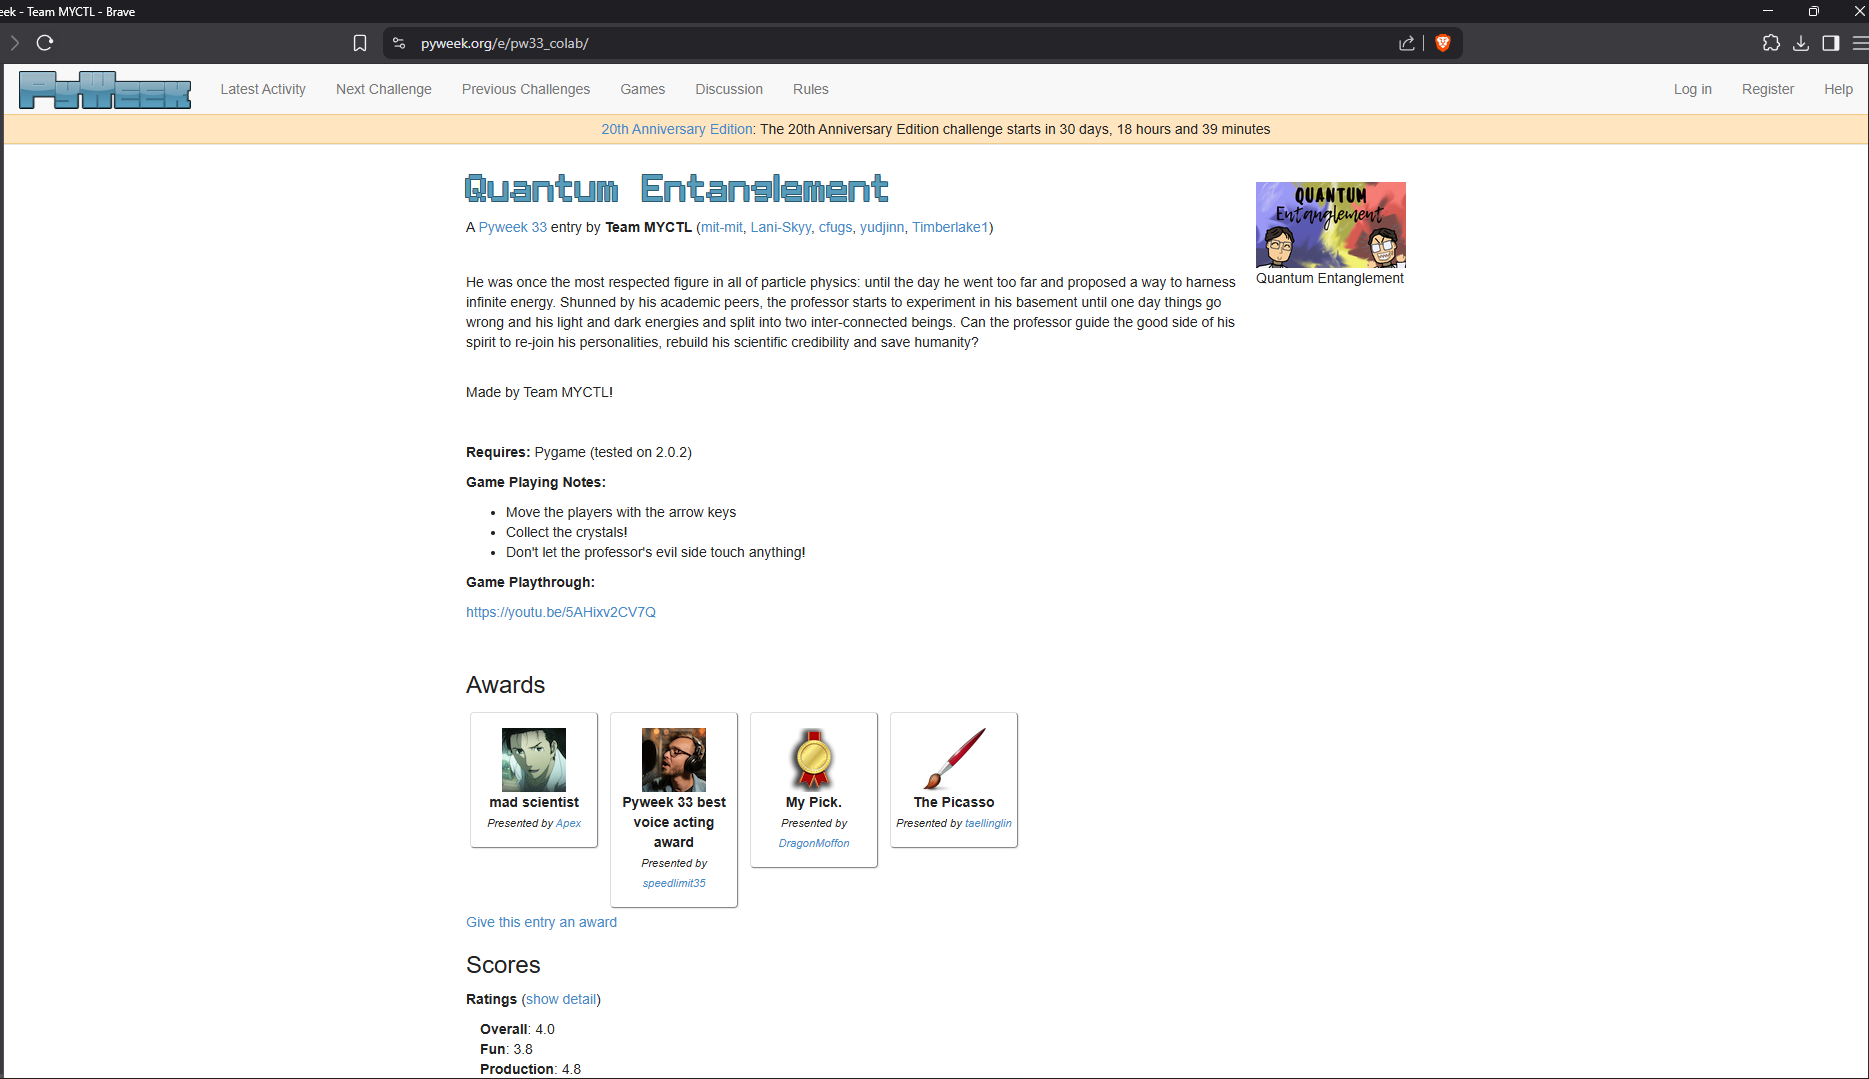 eek - Team MYCTL - Brave
pyweek.org/e/pw33_colab/
PyWeek
Latest Activity
Next Challenge
Previous Challenges
Games
Discussion
Rules
Log in
Register
Help
20th Anniversary Edition: The 20th Anniversary Edition challenge starts in 30 days, 18 hours and 39 minutes
Quantum Entanglement
A Pyweek 33 entry by Team MYCTL (mit-mit, Lani-Skyy, cfugs, yudjinn, Timberlake1)
QUANTUM
Entanglement
Quantum Entanglement
He was once the most respected figure in all of particle physics: until the day he went too far and proposed a way to harness
infinite energy. Shunned by his academic peers, the professor starts to experiment in his basement until one day things go
wrong and his light and dark energies and split into two inter-connected beings. Can the professor guide the good side of his
spirit to re-join his personalities, rebuild his scientific credibility and save humanity?
Made by Team MYCTL!
Requires: Pygame (tested on 2.0.2)
Game Playing Notes:
• Move the players with the arrow keys
• Collect the crystals!
• Don't let the professor's evil side touch anything!
Game Playthrough:
https://youtu.be/5AHixv2CV7Q
Awards
mad scientist
Presented by Apex
Pyweek 33 best
voice acting
award
Presented by
speedlimit35
My Pick.
Presented by
DragonMoffon
The Picasso
Presented by taellinglin
Give this entry an award
Scores
Ratings (show detail)
Overall: 4.0
Fun: 3.8
Production: 4.8